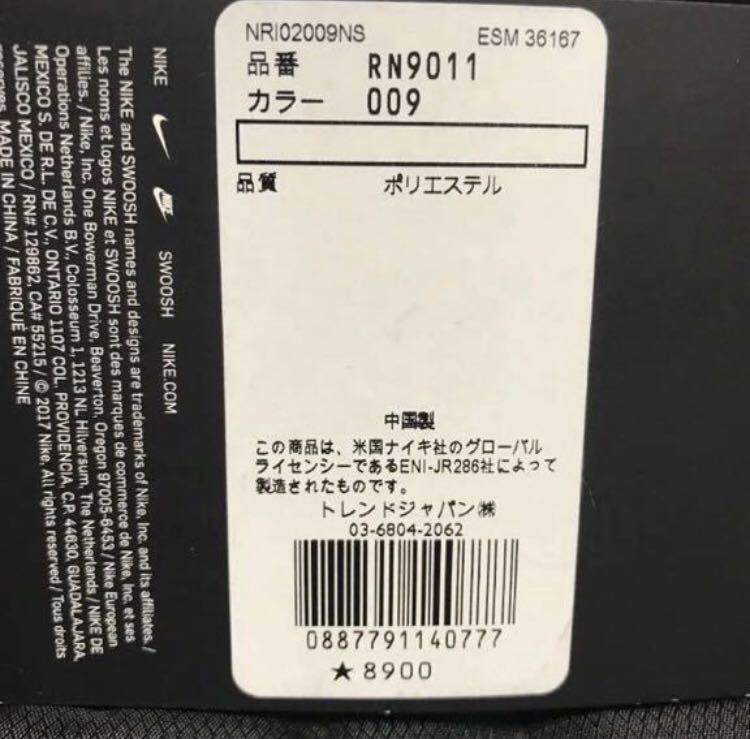 NRI02009NS ESM 36167
品番 RN9011
カラー 009
品質 ポリエステル
中国製
この商品は、米国ナイキ社のグローバル
ライセンシーであるENI-JR286社によって
製造されたものです。
トレンドジャパン㈱
03-6804-2062
0887791140777
★8900
NIKE SWOOSH NIKE.COM
The NIKE and SWOOSH names and designs are trademarks of Nike, Inc. and its affiliates. /
Les noms et logos NIKE et SWOOSH sont des marques de commerce de Nike, Inc. et ses
affiliés. / Nike, Inc. One Bowerman Drive, Beaverton, Oregon 97005-6453 / Nike European
Operations Netherlands B.V., Colosseum 1, 1213 NL Hilversum, The Netherlands / NIKE DE
MEXICO S. DE R.L. DE C.V., ONTARIO 1107 COL. PROVIDENCIA, C.P. 44630, GUADALAJARA,
JALISCO MEXICO / RN# 129862, CA# 55215 / © 2017 Nike, All rights reserved / Tous droits
MADE IN CHINA / FABRIQUÉ EN CHINE